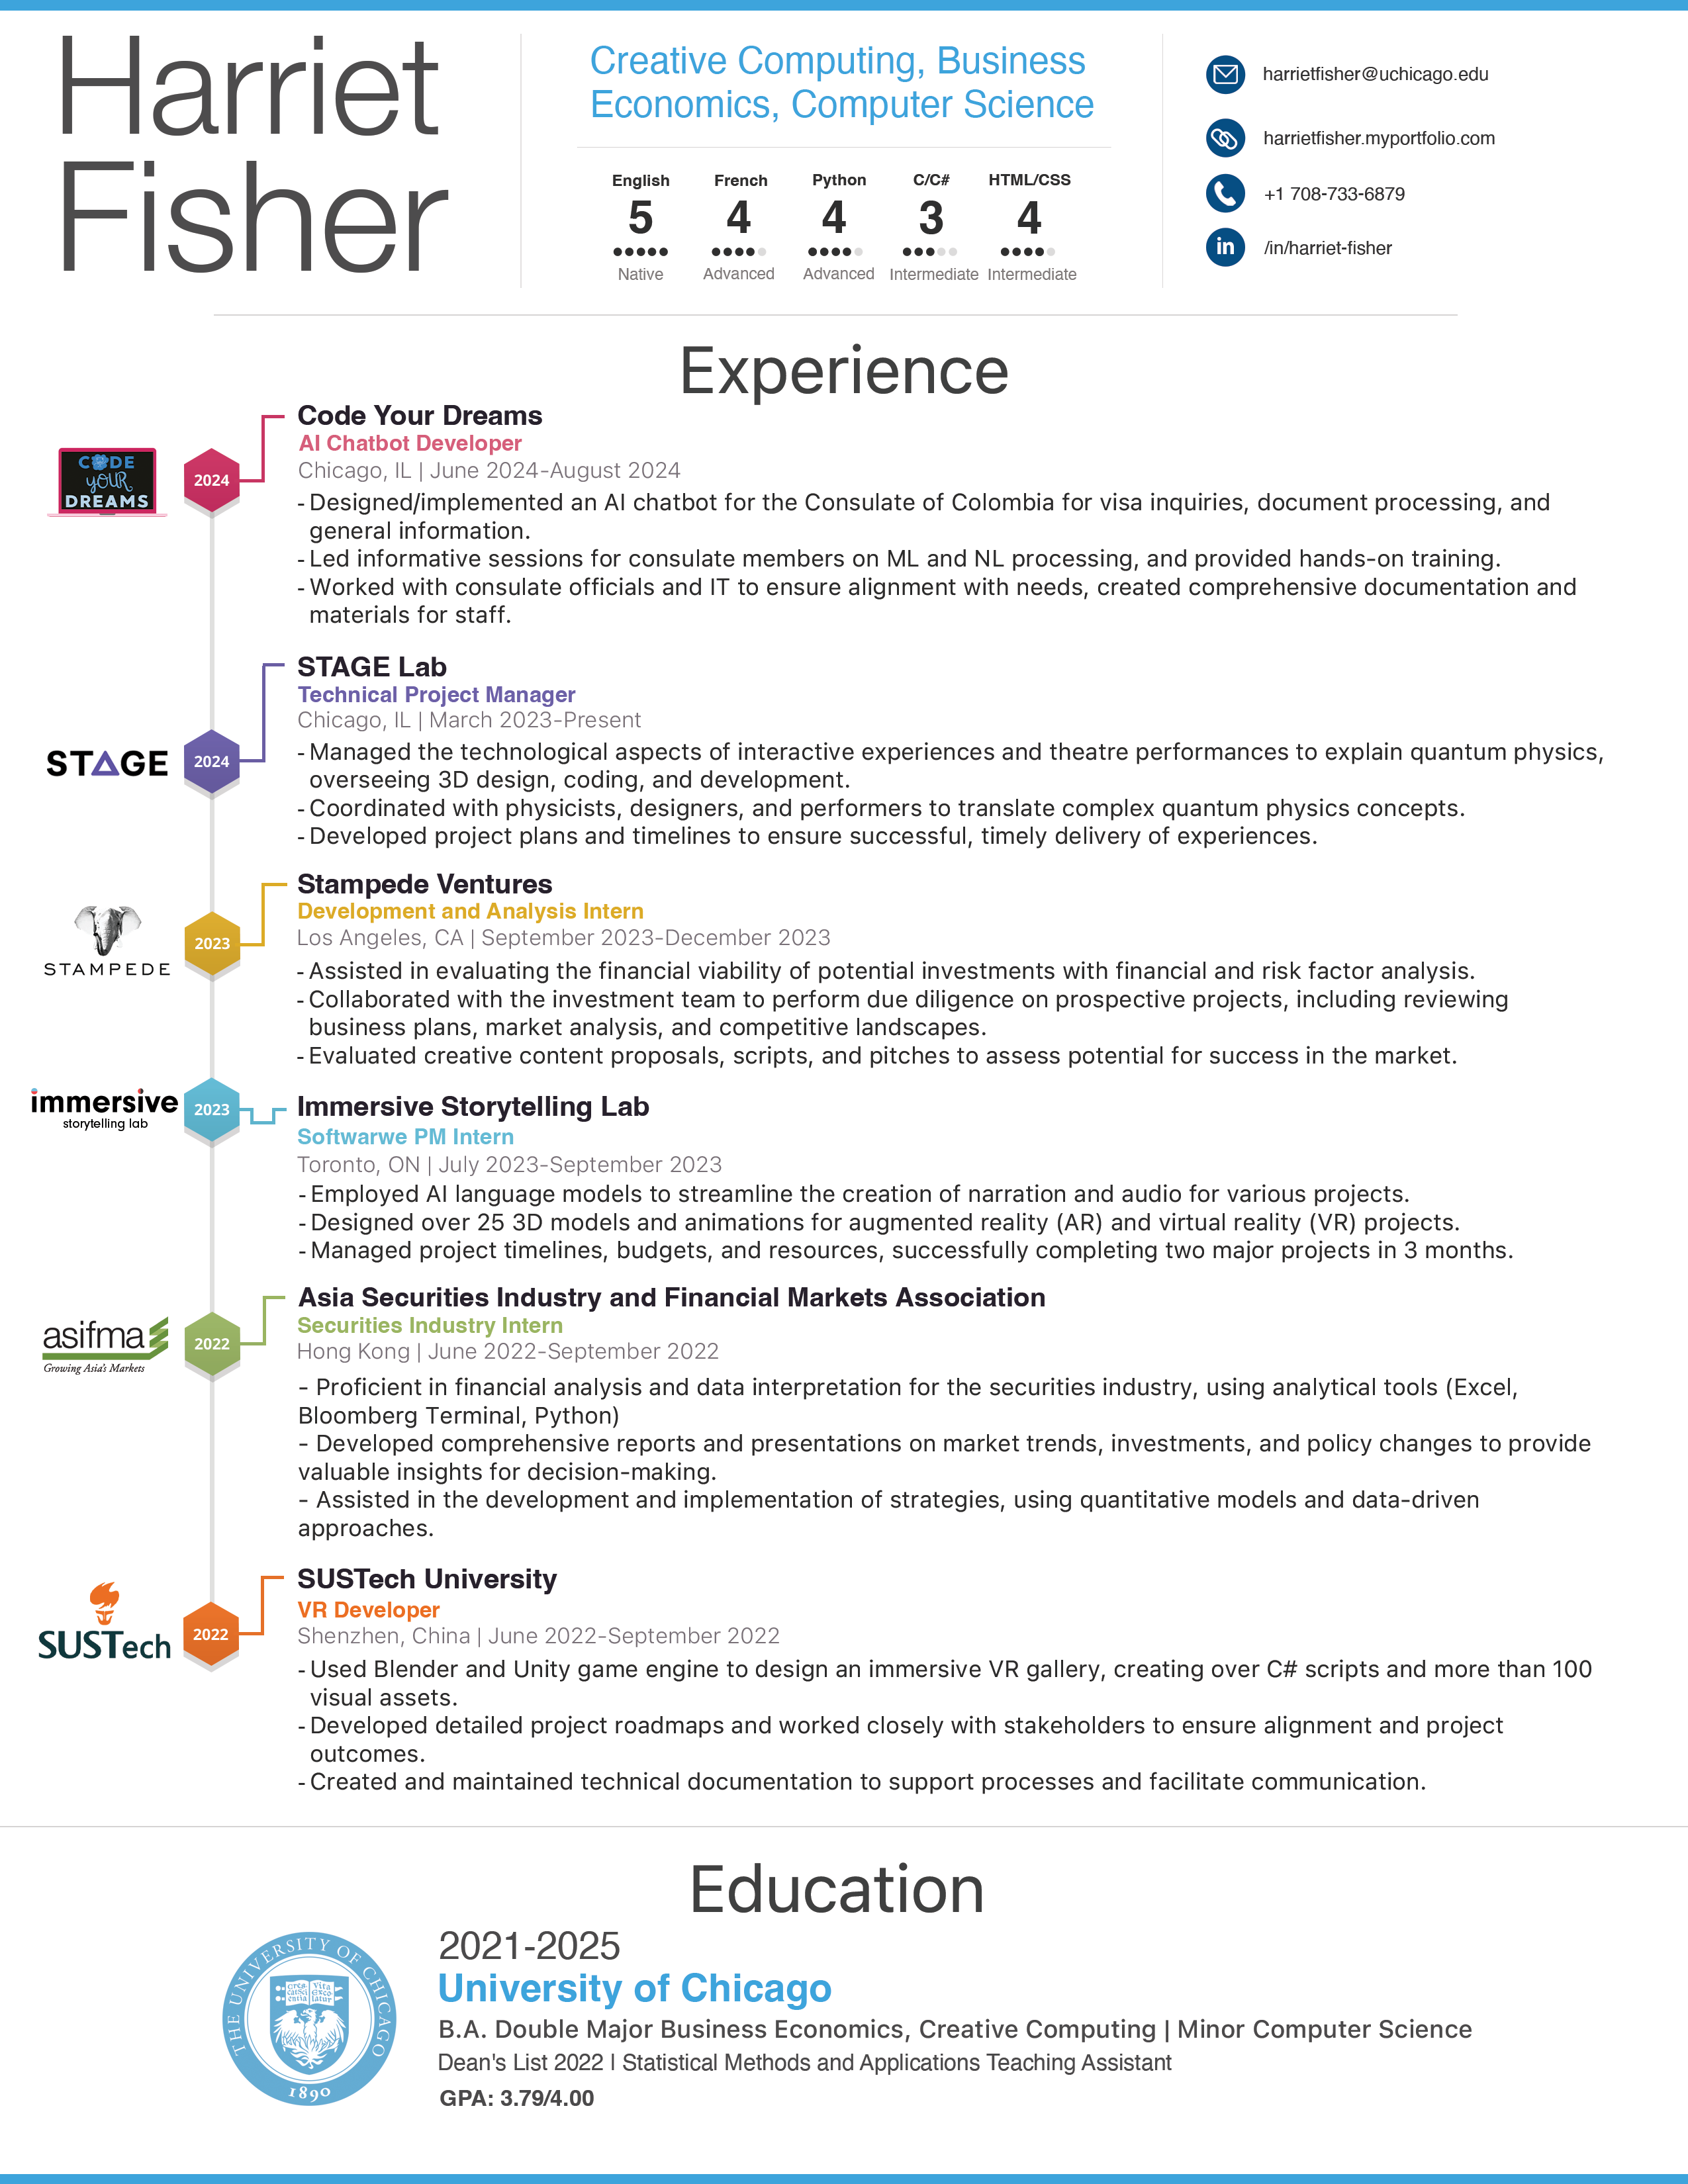 Harriet
Fisher
Creative Computing, Business
Economics, Computer Science
English French Python C/C# HTML/CSS
5 4 4 3 4
Native Advanced Advanced Intermediate Intermediate
harrietfisher@uchicago.edu
harrietfisher.myportfolio.com
+1 708-733-6879
in /in/harriet-fisher
Experience
CODE
YOUR
DREAMS
2024
Code Your Dreams
AI Chatbot Developer
Chicago, IL | June 2024-August 2024
- Designed/implemented an AI chatbot for the Consulate of Colombia for visa inquiries, document processing, and
general information.
- Led informative sessions for consulate members on ML and NL processing, and provided hands-on training.
- Worked with consulate officials and IT to ensure alignment with needs, created comprehensive documentation and
materials for staff.
STAGE
2024
STAGE Lab
Technical Project Manager
Chicago, IL | March 2023-Present
- Managed the technological aspects of interactive experiences and theatre performances to explain quantum physics,
overseeing 3D design, coding, and development.
- Coordinated with physicists, designers, and performers to translate complex quantum physics concepts.
- Developed project plans and timelines to ensure successful, timely delivery of experiences.
STAMPEDE
2023
Stampede Ventures
Development and Analysis Intern
Los Angeles, CA | September 2023-December 2023
- Assisted in evaluating the financial viability of potential investments with financial and risk factor analysis.
- Collaborated with the investment team to perform due diligence on prospective projects, including reviewing
business plans, market analysis, and competitive landscapes.
- Evaluated creative content proposals, scripts, and pitches to assess potential for success in the market.
immersive
storytelling lab
2023
Immersive Storytelling Lab
Softwarwe PM Intern
Toronto, ON | July 2023-September 2023
- Employed AI language models to streamline the creation of narration and audio for various projects.
- Designed over 25 3D models and animations for augmented reality (AR) and virtual reality (VR) projects.
- Managed project timelines, budgets, and resources, successfully completing two major projects in 3 months.
asifma
Growing Asia's Markets
2022
Asia Securities Industry and Financial Markets Association
Securities Industry Intern
Hong Kong | June 2022-September 2022
- Proficient in financial analysis and data interpretation for the securities industry, using analytical tools (Excel,
Bloomberg Terminal, Python)
- Developed comprehensive reports and presentations on market trends, investments, and policy changes to provide
valuable insights for decision-making.
- Assisted in the development and implementation of strategies, using quantitative models and data-driven
approaches.
SUSTech
2022
SUSTech University
VR Developer
Shenzhen, China | June 2022-September 2022
- Used Blender and Unity game engine to design an immersive VR gallery, creating over C# scripts and more than 100
visual assets.
- Developed detailed project roadmaps and worked closely with stakeholders to ensure alignment and project
outcomes.
- Created and maintained technical documentation to support processes and facilitate communication.
Education
THE UNIVERSITY OF CHICAGO
Cres Vita
cat sci exco
entia latur
1890
2021-2025
University of Chicago
B.A. Double Major Business Economics, Creative Computing | Minor Computer Science
Dean's List 2022 | Statistical Methods and Applications Teaching Assistant
GPA: 3.79/4.00